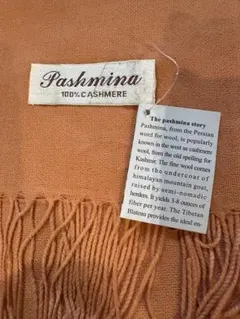 Pashmina
100% CASHMERE
The pashmina story
Pashmina, from the Persian
word for wool, is popularly
known in the west as cashmere
wool, from the old spelling for
Kashmir. The fine wool comes
from the undercoat of
himalayan mountain goat,
raised by semi-nomadic
herders. It yields 3-8 ounces of
fiber per year. The Tibetan
Blateau provides the ideal en-